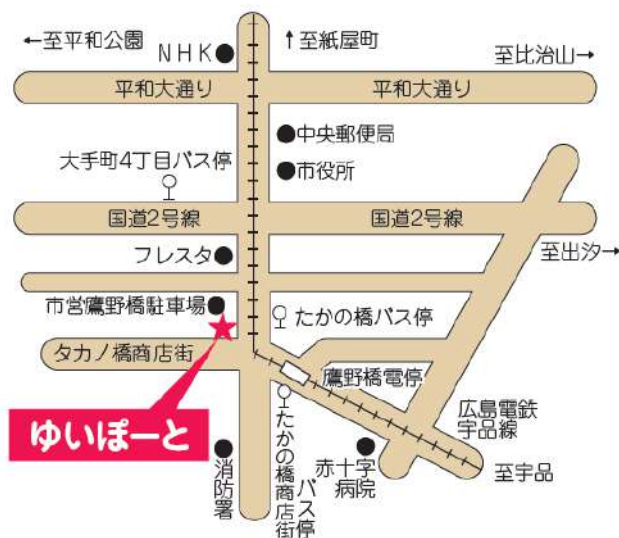 ←至平和公園
↑至紙屋町
NHK
至比治山→
平和大通り
平和大通り
中央郵便局
大手町4丁目バス停
市役所
国道2号線
国道2号線
フレスタ
至出汐→
市営鷹野橋駐車場
たかの橋バス停
タカノ橋商店街
鷹野橋電停
広島電鉄
宇品線
ゆいぽーと
たかの橋商店街
バス停
消防署
赤十字
病院
至宇品